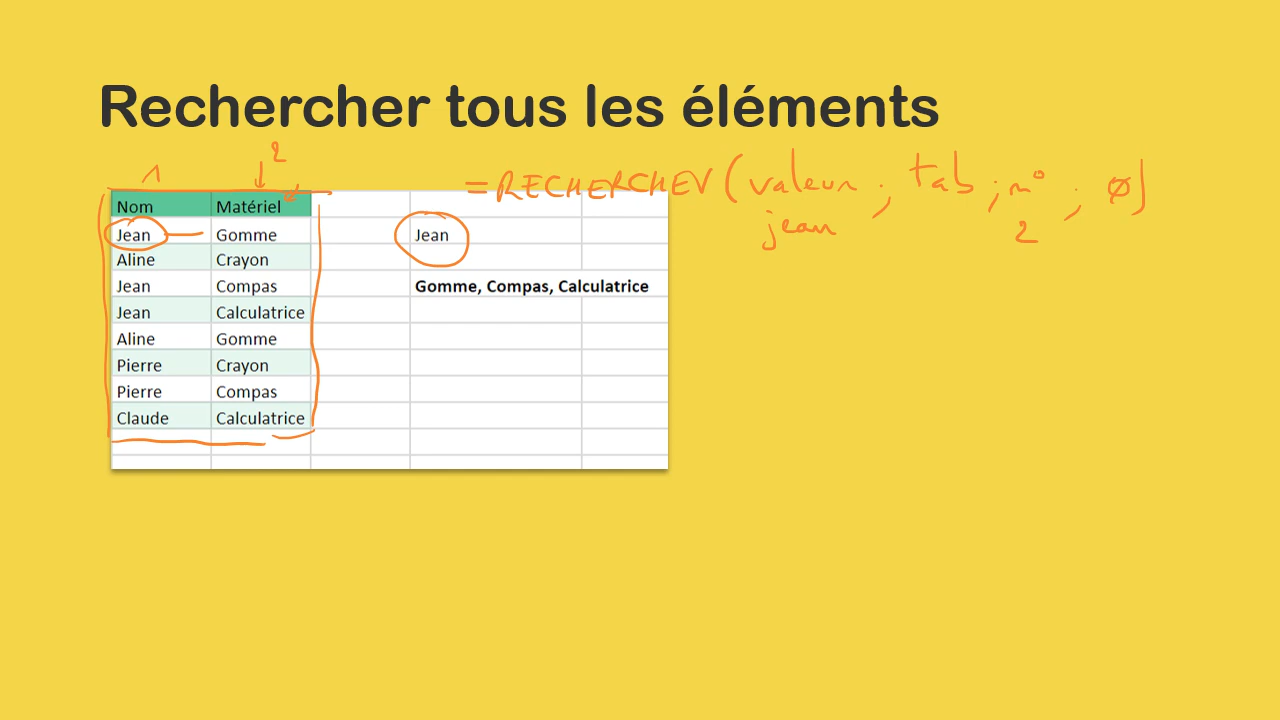 Rechercher tous les éléments
1 2
=RECHERCHEV(valeur ; tab ; n° ; 0)
jean 2
Nom Matériel
Jean Gomme Jean
Aline Crayon
Jean Compas Gomme, Compas, Calculatrice
Jean Calculatrice
Aline Gomme
Pierre Crayon
Pierre Compas
Claude Calculatrice